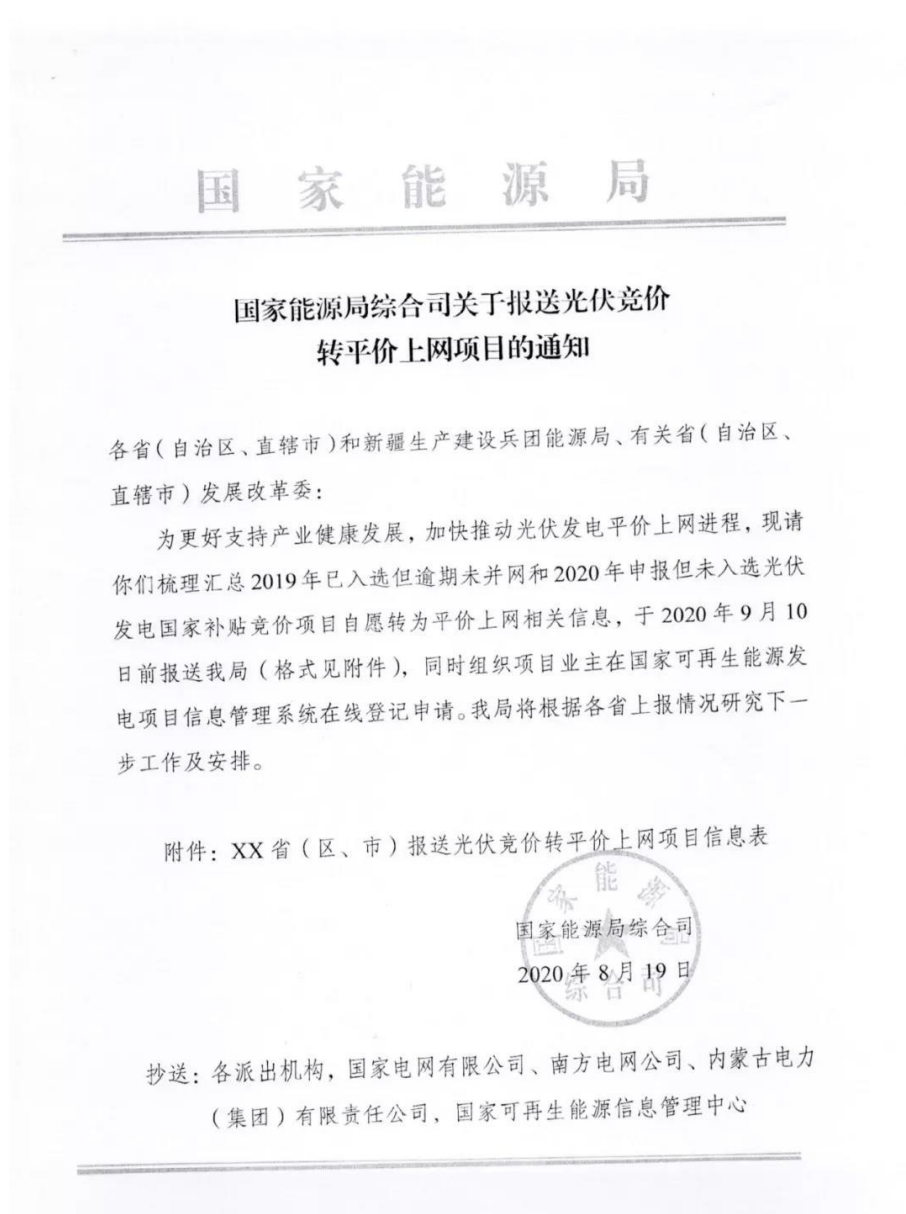 国家能源局
国家能源局综合司关于报送光伏竞价
转平价上网项目的通知
各省(自治区、直辖市)和新疆生产建设兵团能源局、有关省(自治区、
直辖市)发展改革委:
为更好支持产业健康发展，加快推动光伏发电平价上网进程，现请
你们梳理汇总2019年已入选但逾期未并网和2020年申报但未入选光伏
发电国家补贴竞价项目自愿转为平价上网相关信息，于2020年9月10
日前报送我局(格式见附件)，同时组织项目业主在国家可再生能源发
电项目信息管理系统在线登记申请。我局将根据各省上报情况研究下一
步工作及安排。
附件：XX省(区、市)报送光伏竞价转平价上网项目信息表
国家能源局综合司
2020年8月19日
国家能源局
综合司
抄送：各派出机构，国家电网有限公司、南方电网公司、内蒙古电力
(集团)有限责任公司，国家可再生能源信息管理中心